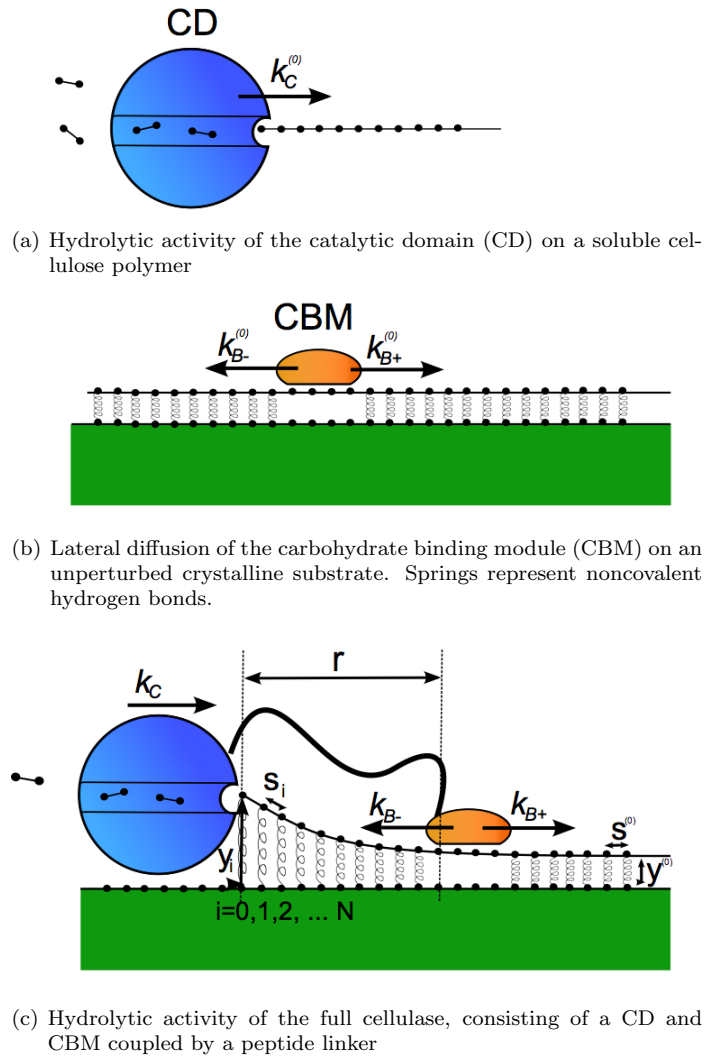 CD
k_C^(0)
(a) Hydrolytic activity of the catalytic domain (CD) on a soluble cel-
lulose polymer
CBM
k_B-^(0) k_B+^(0)
(b) Lateral diffusion of the carbohydrate binding module (CBM) on an
unperturbed crystalline substrate. Springs represent noncovalent
hydrogen bonds.
r
k_C
s_i
k_B- k_B+
s^(0)
y_i y^(0)
i=0,1,2, ... N
(c) Hydrolytic activity of the full cellulase, consisting of a CD and
CBM coupled by a peptide linker